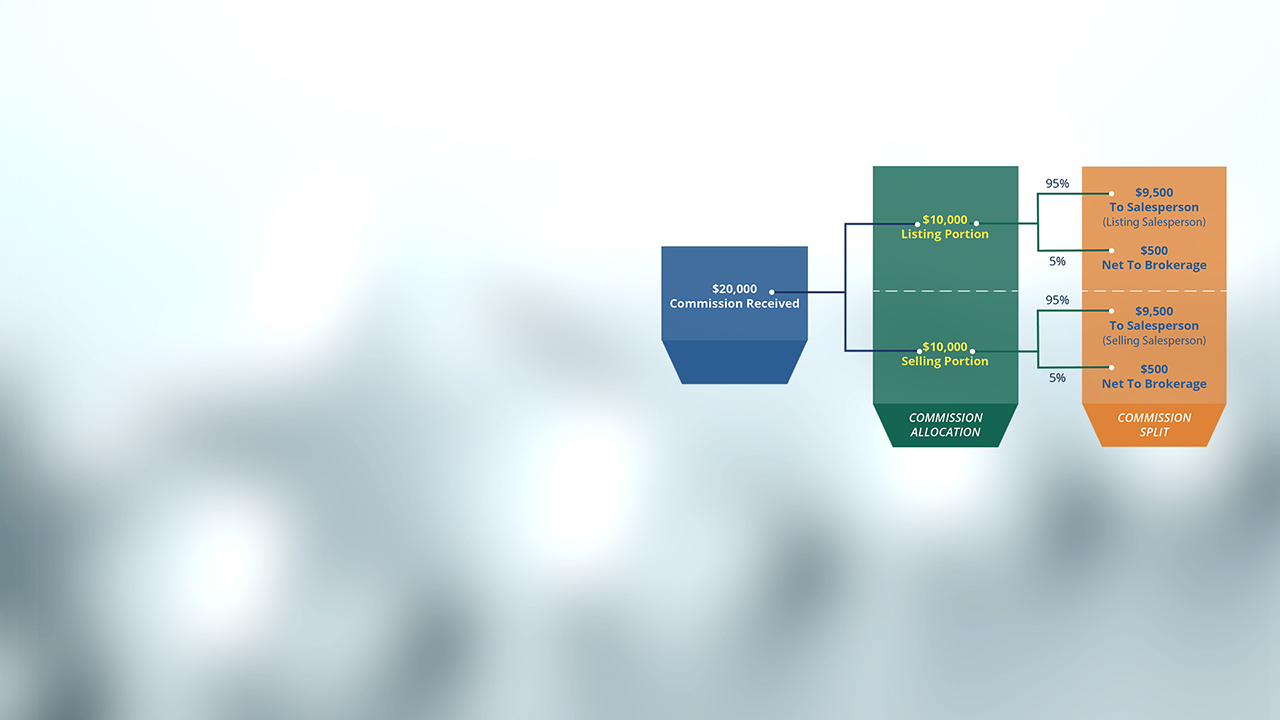 $20,000
Commission Received
$10,000
Listing Portion
$10,000
Selling Portion
COMMISSION
ALLOCATION
95%
5%
95%
5%
$9,500
To Salesperson
(Listing Salesperson)
$500
Net To Brokerage
$9,500
To Salesperson
(Selling Salesperson)
$500
Net To Brokerage
COMMISSION
SPLIT